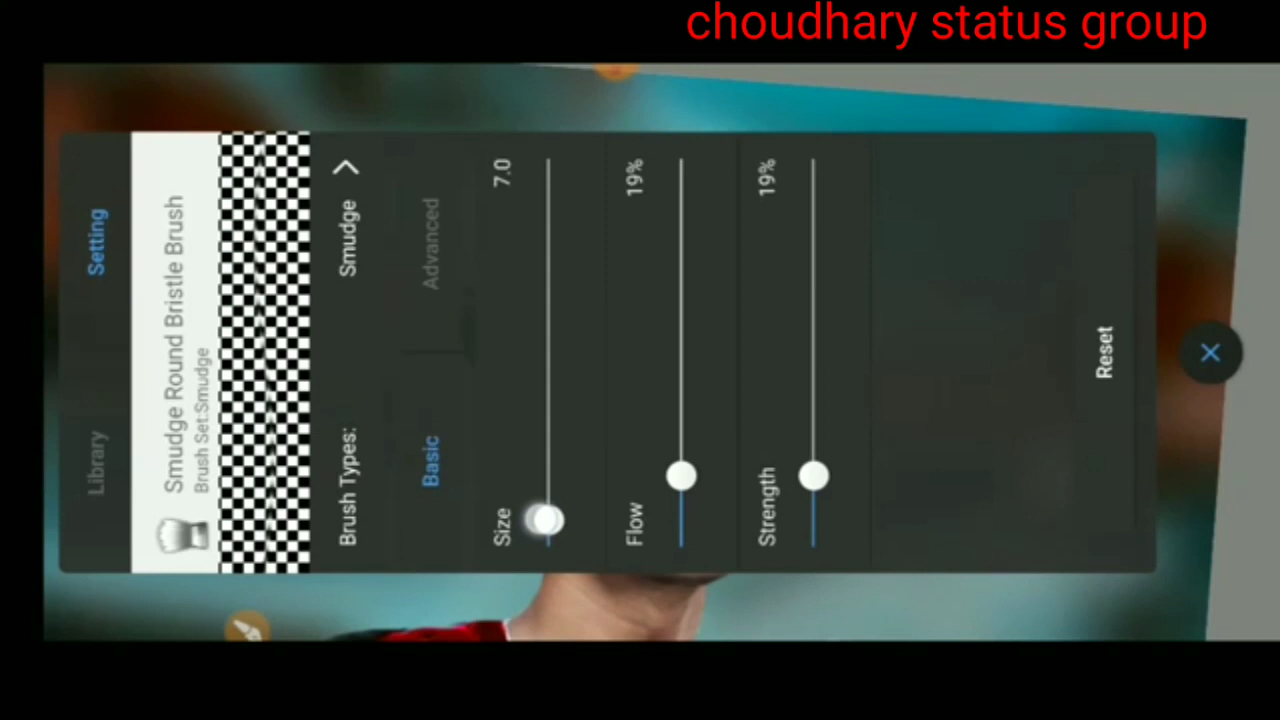 choudhary status group
Library
Setting
Smudge Round Bristle Brush
Brush Set:Smudge
Brush Types:
Smudge
Basic
Advanced
Size
7.0
Flow
19%
Strength
19%
Reset